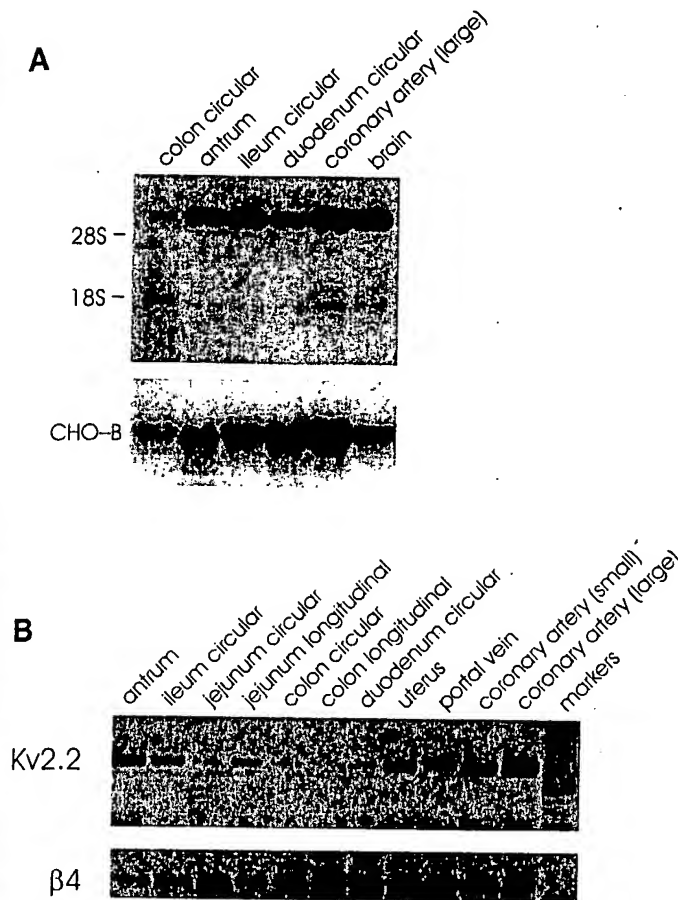 A
colon circular
antrum
ileum circular
duodenum circular
coronary artery (large)
brain
28S
18S
CHO-B
B
antrum
ileum circular
jejunum circular
jejunum longitudinal
colon circular
colon longitudinal
duodenum circular
uterus
portal vein
coronary artery (small)
coronary artery (large)
markers
Kv2.2
β4